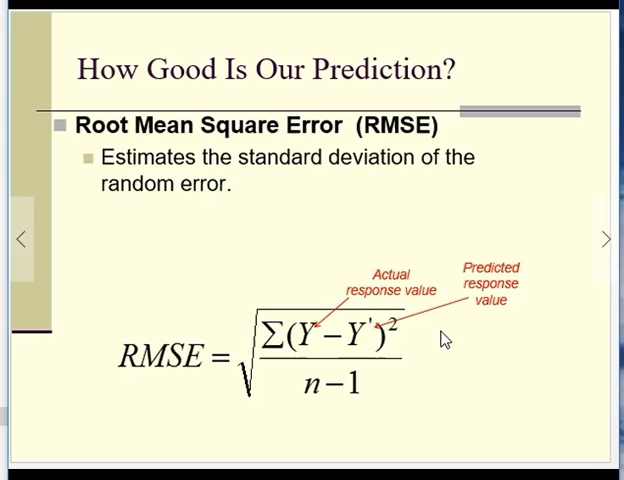 How Good Is Our Prediction?
Root Mean Square Error (RMSE)
Estimates the standard deviation of the
random error.
Actual
response value
Predicted
response
value
RMSE = √(∑(Y − Y')² / (n − 1))